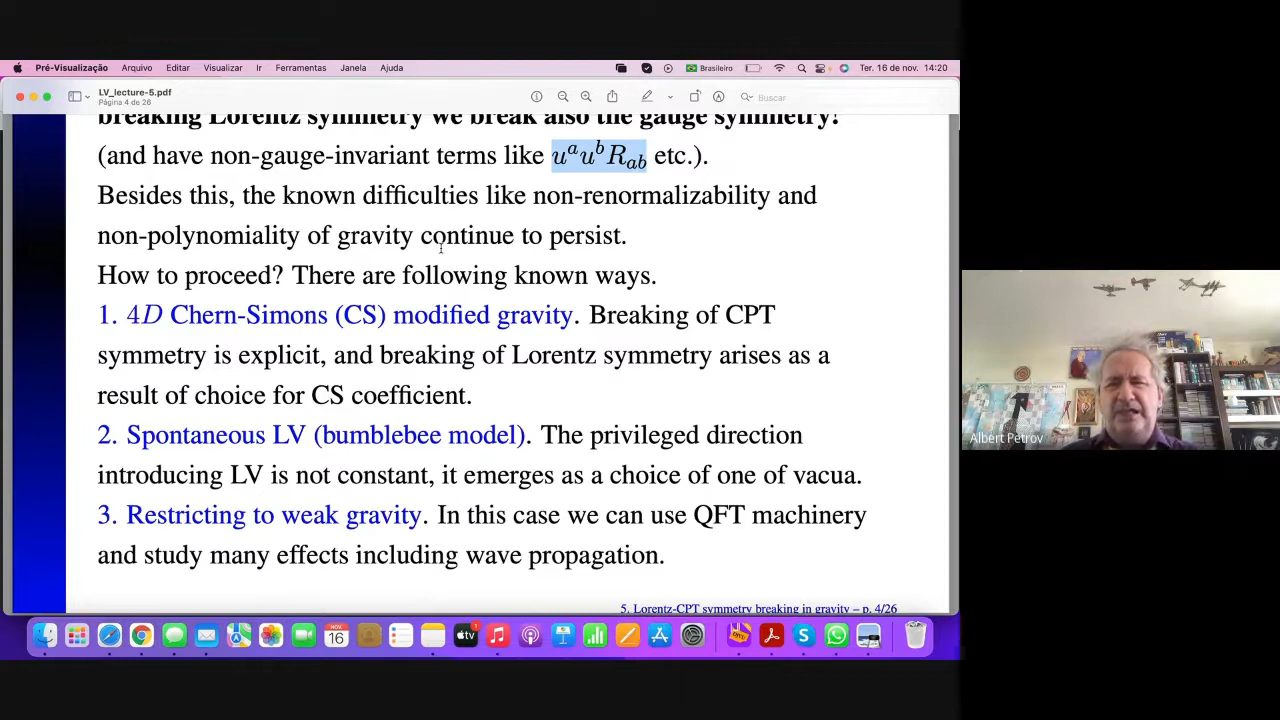 Pré-Visualização Arquivo Editar Visualizar Ir Ferramentas Janela Ajuda Brasileiro Ter. 16 de nov. 14:20
LV_lecture-5.pdf
Página 4 de 26
Buscar
breaking Lorentz symmetry we break also the gauge symmetry!
(and have non-gauge-invariant terms like uᵃuᵇR_ab etc.).
Besides this, the known difficulties like non-renormalizability and
non-polynomiality of gravity continue to persist.
How to proceed? There are following known ways.
1. 4D Chern-Simons (CS) modified gravity. Breaking of CPT
symmetry is explicit, and breaking of Lorentz symmetry arises as a
result of choice for CS coefficient.
2. Spontaneous LV (bumblebee model). The privileged direction
introducing LV is not constant, it emerges as a choice of one of vacua.
3. Restricting to weak gravity. In this case we can use QFT machinery
and study many effects including wave propagation.
5. Lorentz-CPT symmetry breaking in gravity – p. 4/26
Albert Petrov
NOV
16
tv